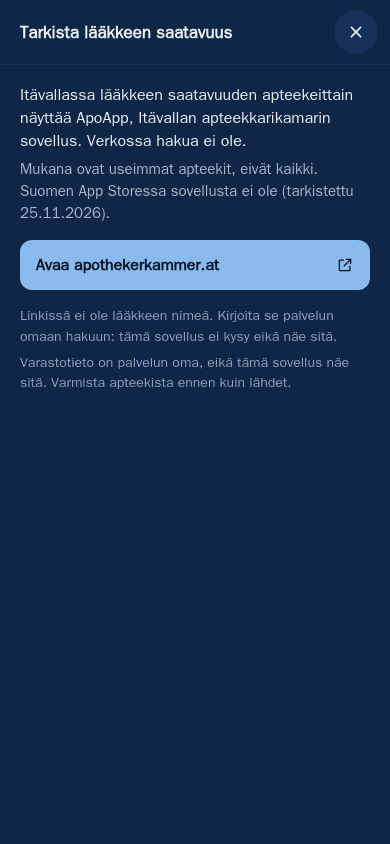 Tarkista lääkkeen saatavuus
Itävallassa lääkkeen saatavuuden apteekeittain
näyttää ApoApp, Itävallan apteekkarikamarin
sovellus. Verkossa hakua ei ole.
Mukana ovat useimmat apteekit, eivät kaikki.
Suomen App Storessa sovellusta ei ole (tarkistettu
25.11.2026).
Avaa apothekerkammer.at
Linkissä ei ole lääkkeen nimeä. Kirjoita se palvelun
omaan hakuun: tämä sovellus ei kysy eikä näe sitä.
Varastotieto on palvelun oma, eikä tämä sovellus näe
sitä. Varmista apteekista ennen kuin lähdet.